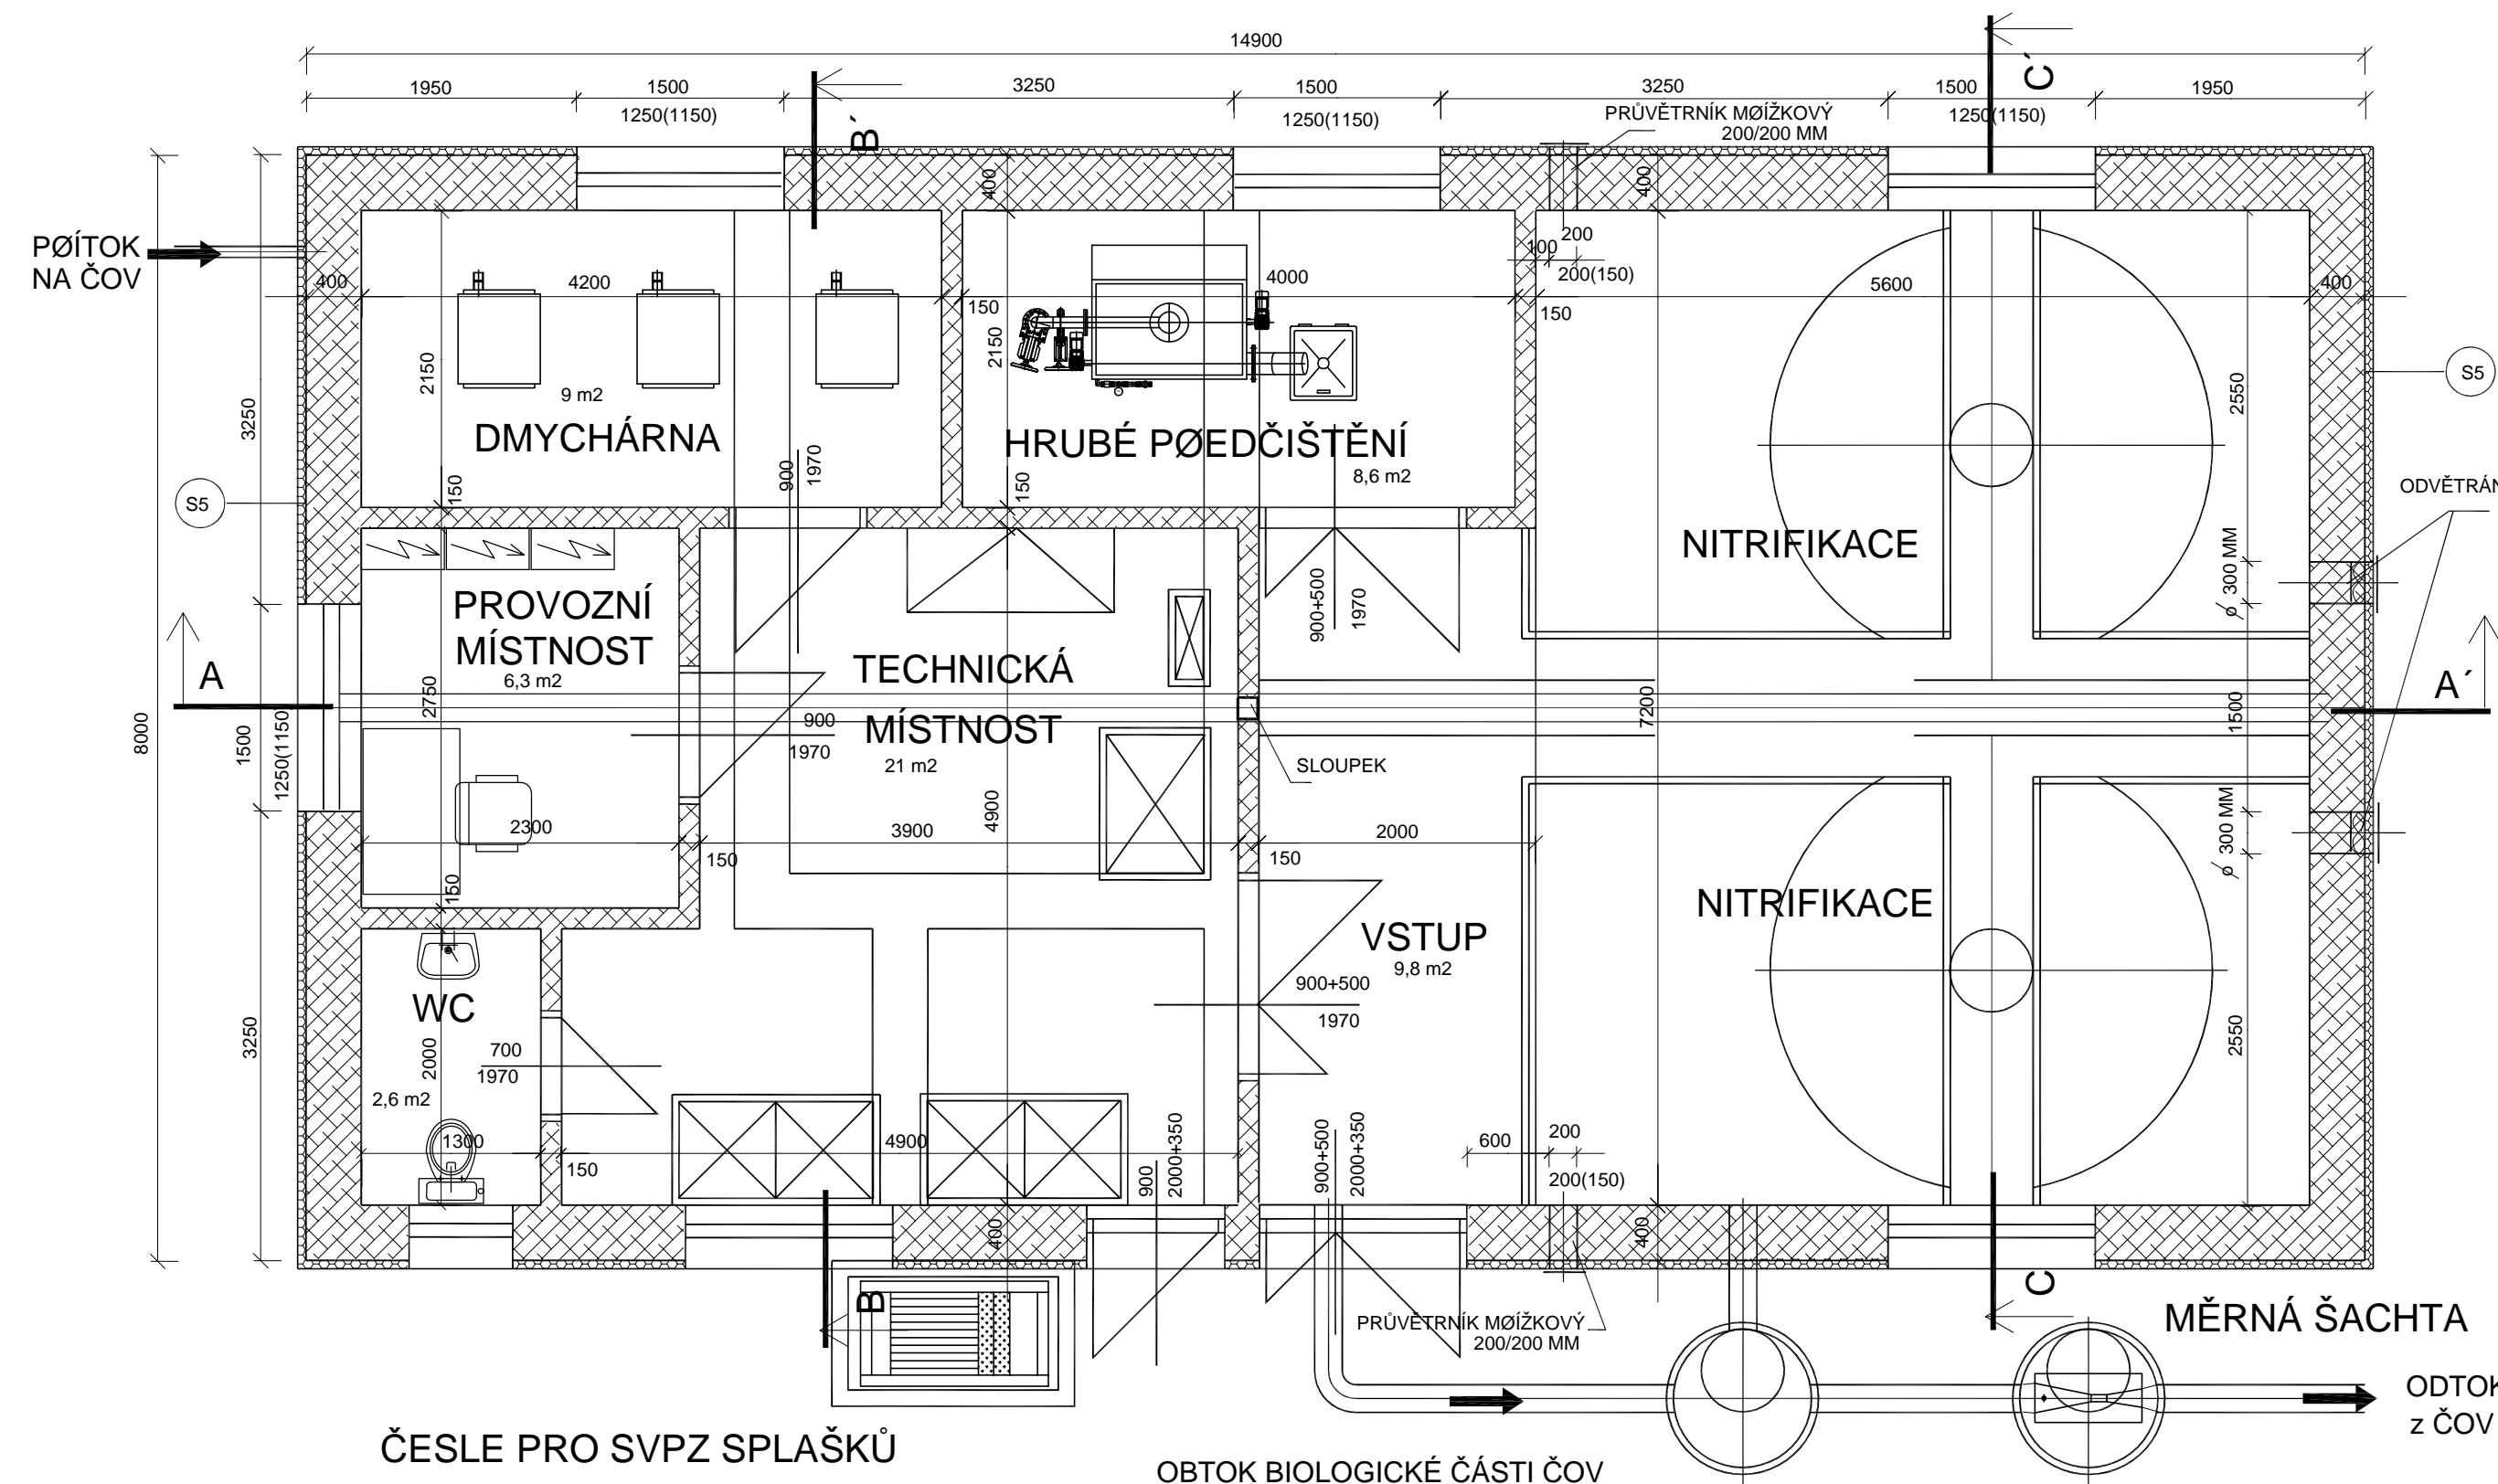 14900
1950
1500
3250
1500
3250
1500
1950
1250(1150)
1250(1150)
1250(1150)
PRŮVĚTRNÍK MØÍŽKOVÝ
200/200 MM
B´
C´
400
400
PØÍTOK
NA ČOV
400
4200
150
4000
100
200
200(150)
150
5600
400
2150
9 m2
DMYCHÁRNA
2150
HRUBÉ PØEDČIŠTĚNÍ
8,6 m2
2550
S5
S5
3250
150
900
1970
150
NITRIFIKACE
ODVĚTRÁN
ø 300 MM
PROVOZNÍ
MÍSTNOST
6,3 m2
2750
TECHNICKÁ
MÍSTNOST
21 m2
900
1970
900+500
1970
A
A´
8000
1500
1250(1150)
7200
1500
SLOUPEK
2300
150
3900
4900
150
2000
ø 300 MM
150
NITRIFIKACE
VSTUP
9,8 m2
900+500
1970
WC
2000
700
1970
2,6 m2
3250
2550
1300
150
4900
900
2000+350
900+500
2000+350
600
200
200(150)
400
400
B
C
PRŮVĚTRNÍK MØÍŽKOVÝ
200/200 MM
MĚRNÁ ŠACHTA
ODTOK
z ČOV
ČESLE PRO SVPZ SPLAŠKŮ
OBTOK BIOLOGICKÉ ČÁSTI ČOV